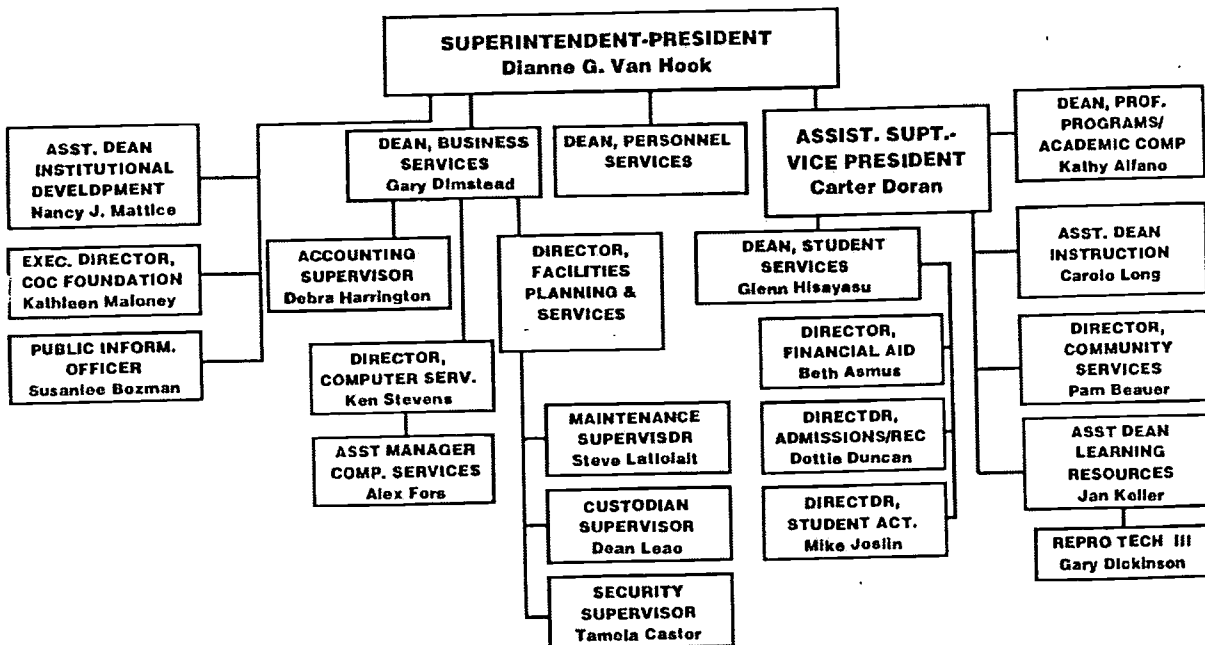 SUPERINTENDENT-PRESIDENT
Dianne G. Van Hook
ASST. DEAN
INSTITUTIONAL
DEVELDPMENT
Nancy J. Mattice
EXEC. DIRECTOR,
COC FOUNDATION
Kathleen Maloney
PUBLIC INFORM.
OFFICER
Susanlee Bozman
DEAN, BUSINESS
SERVICES
Gary Dimstead
ACCOUNTING
SUPERVISOR
Debra Harrington
DIRECTOR,
COMPUTER SERV.
Ken Stevens
ASST MANAGER
COMP. SERVICES
Alex Fors
DIRECTOR,
FACILITIES
PLANNING &
SERVICES
MAINTENANCE
SUPERVISDR
Steve Latiolait
CUSTODIAN
SUPERVISOR
Dean Leao
SECURITY
SUPERVISOR
Tamela Castor
DEAN, PERSONNEL
SERVICES
ASSIST. SUPT.-
VICE PRESIDENT
Carter Doran
DEAN, STUDENT
SERVICES
Glenn Hisayasu
DIRECTOR,
FINANCIAL AID
Beth Asmus
DIRECTDR,
ADMISSIONS/REC
Dottie Duncan
DIRECTDR,
STUDENT ACT.
Mike Joslin
DEAN, PROF.
PROGRAMS/
ACADEMIC COMP
Kathy Alfano
ASST. DEAN
INSTRUCTION
Carolo Long
DIRECTOR,
COMMUNITY
SERVICES
Pam Beauer
ASST DEAN
LEARNING
RESOURCES
Jan Keller
REPRO TECH III
Gary Dickinson